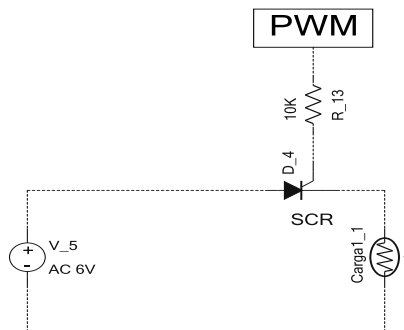 PWM
10K
R_13
D_4
SCR
V_5
AC 6V
+
-
Carga1_1